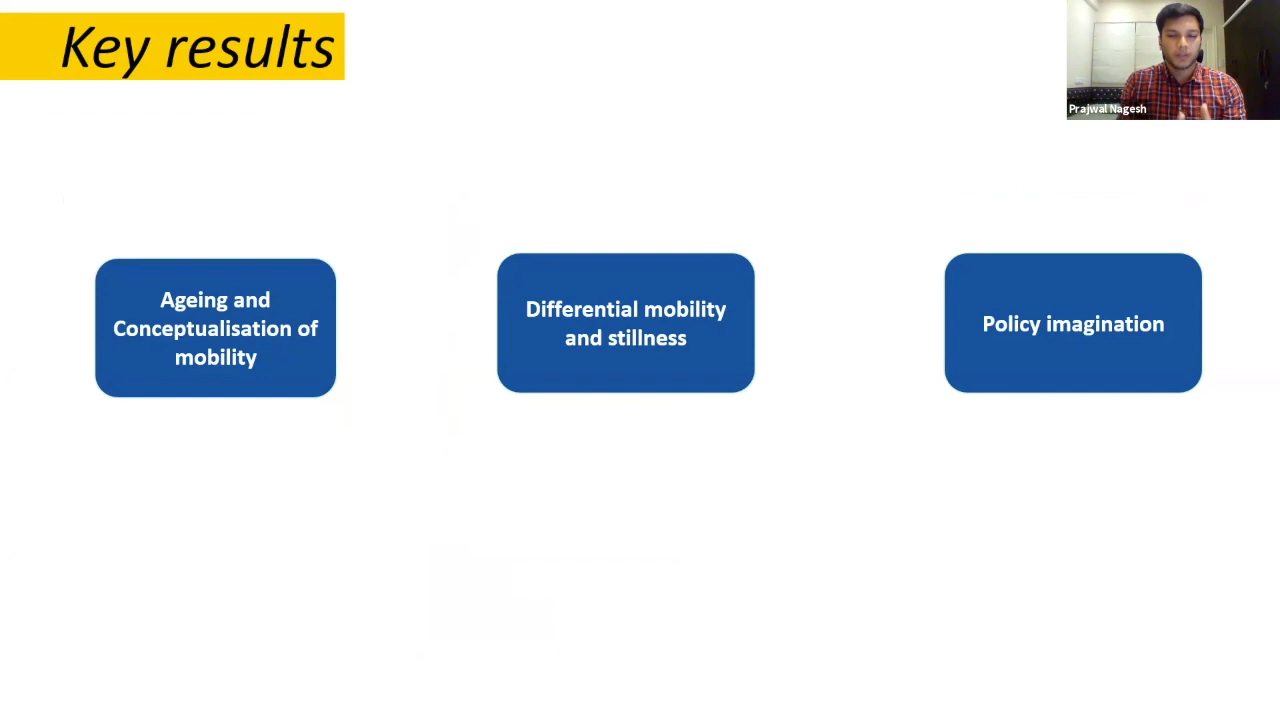 Key results
Prajwal Nagesh
Ageing and
Conceptualisation of
mobility
Differential mobility
and stillness
Policy imagination